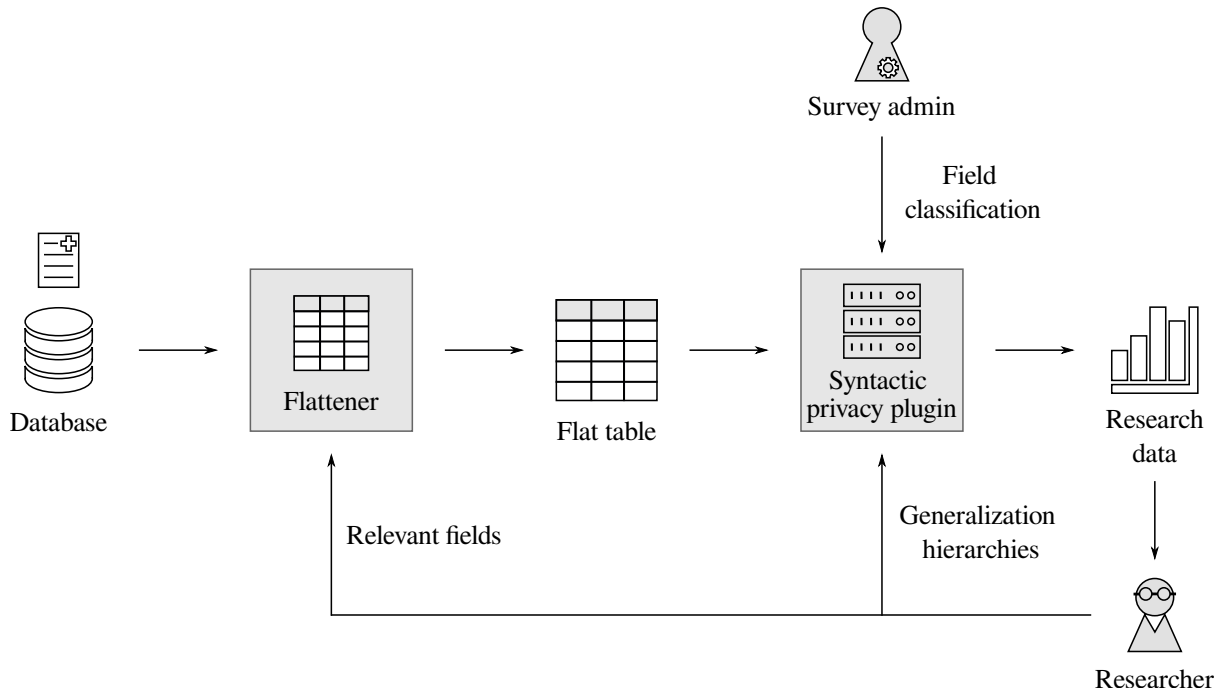 Survey admin
Field
classification
Database
Flattener
Flat table
Syntactic
privacy plugin
Research
data
Relevant fields
Generalization
hierarchies
Researcher